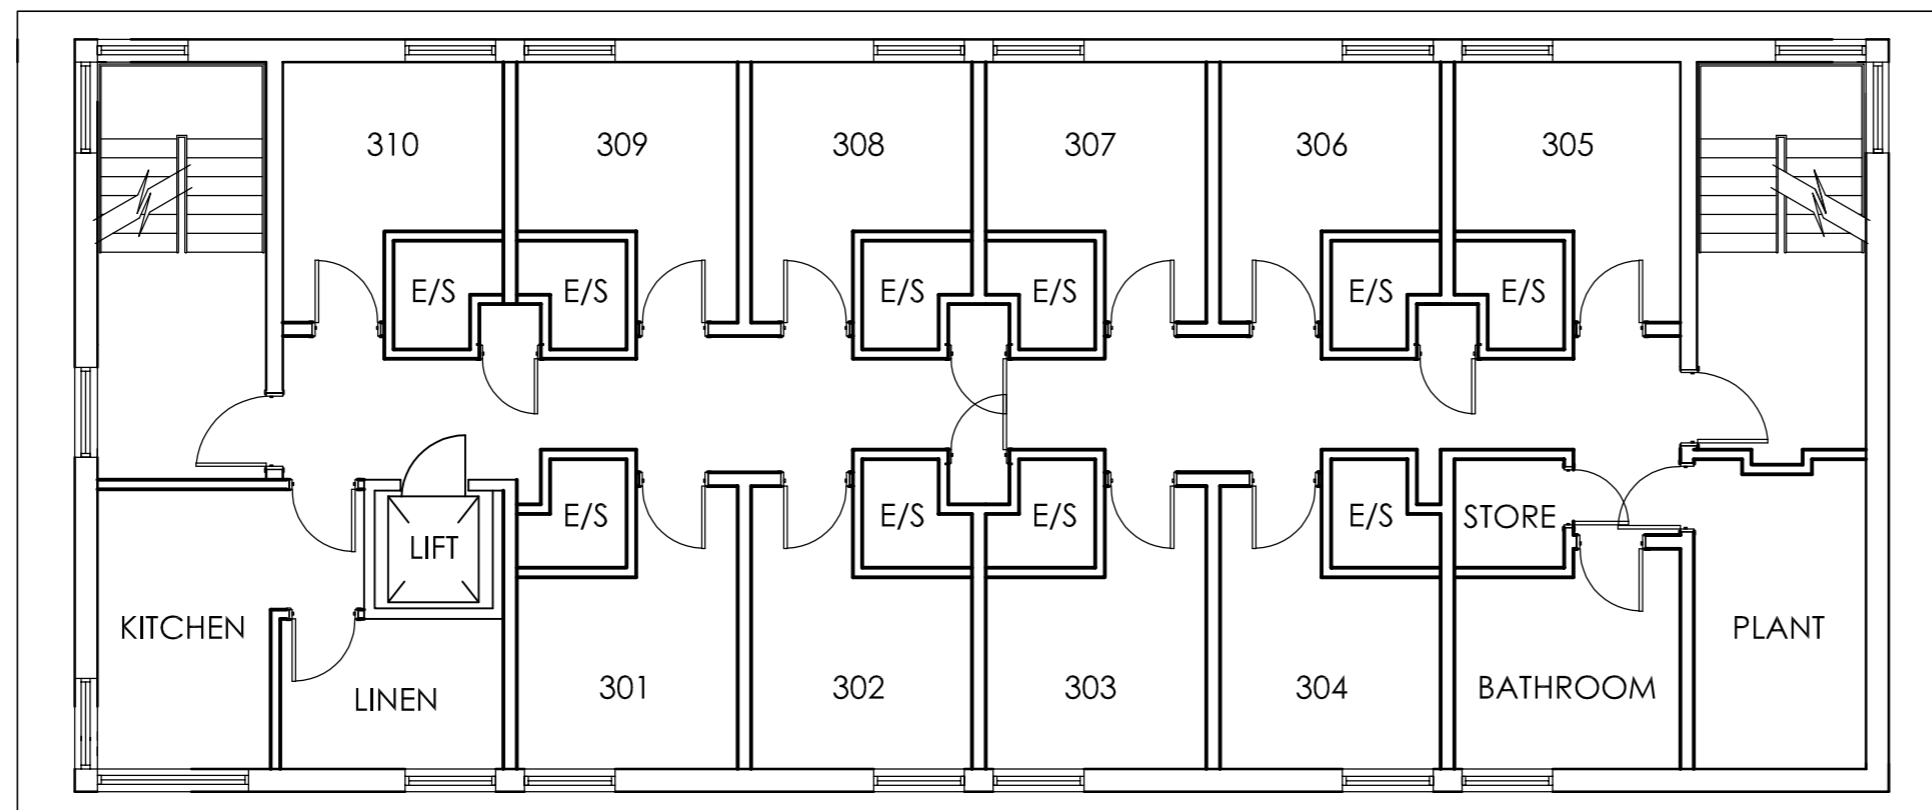 310
309
308
307
306
305
E/S
E/S
E/S
E/S
E/S
E/S
E/S
E/S
E/S
E/S
STORE
LIFT
KITCHEN
PLANT
LINEN
301
302
303
304
BATHROOM